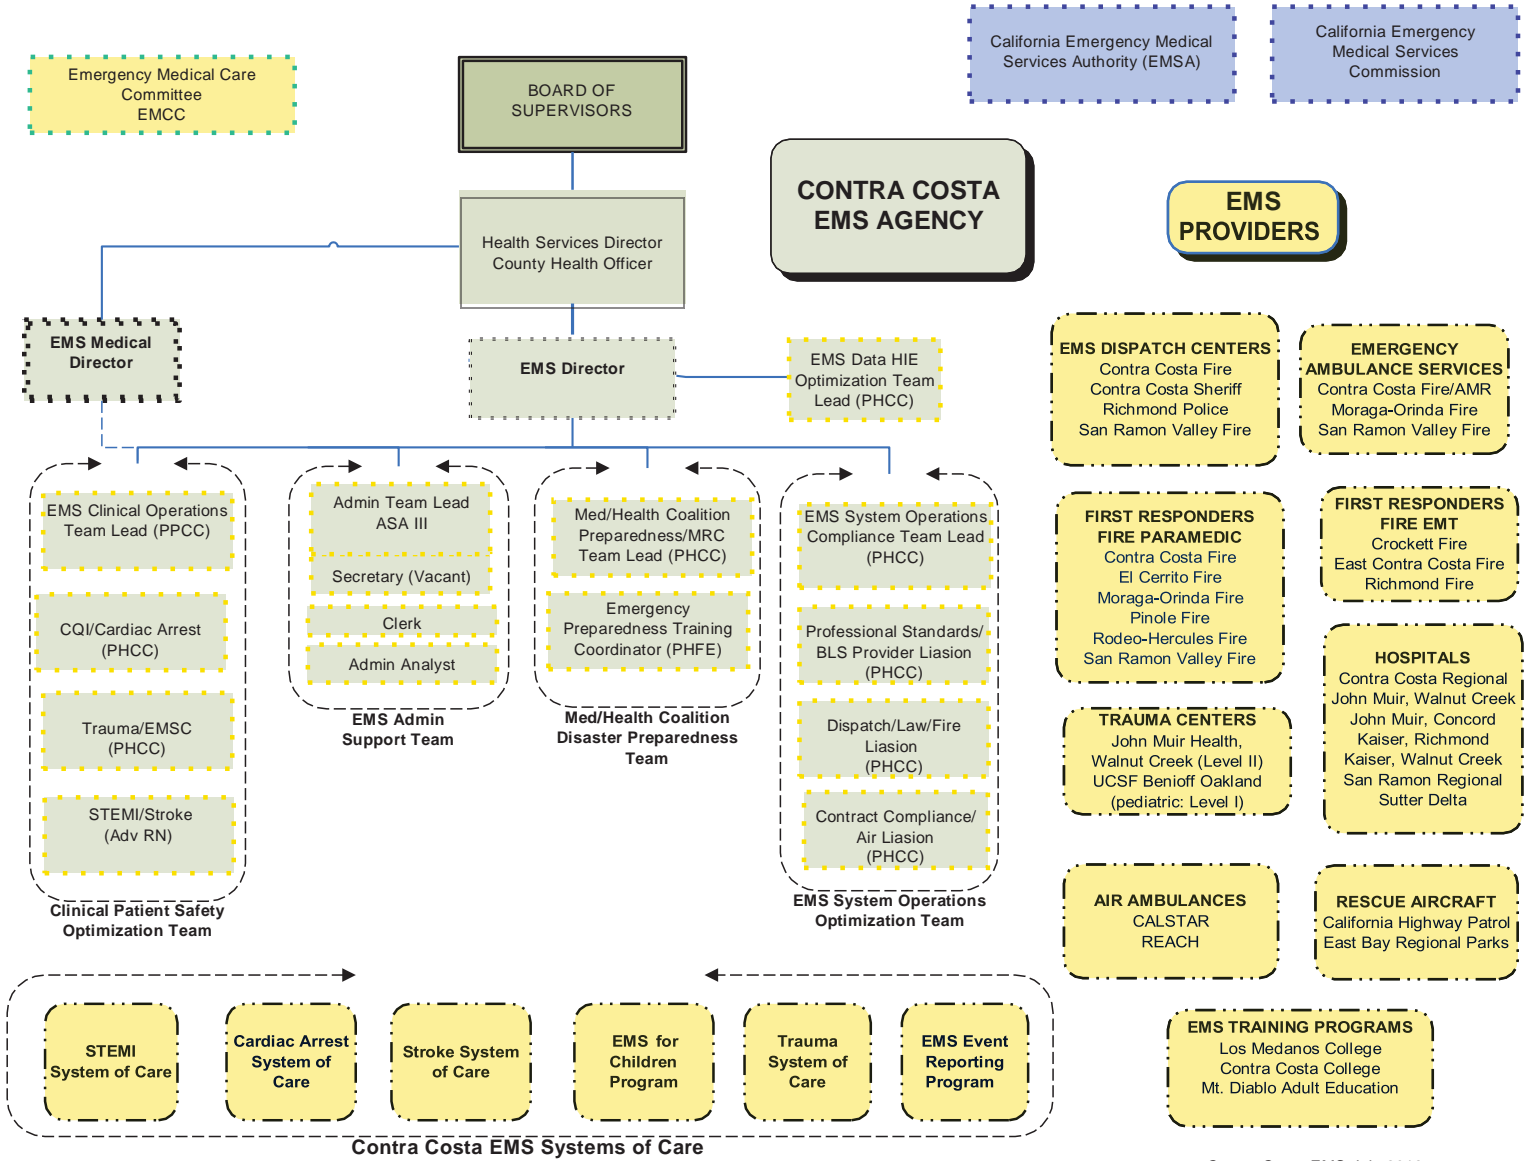 Emergency Medical Care
Committee
EMCC
BOARD OF
SUPERVISORS
California Emergency Medical
Services Authority (EMSA)
California Emergency
Medical Services
Commission
CONTRA COSTA
EMS AGENCY
EMS
PROVIDERS
Health Services Director
County Health Officer
EMS Medical
Director
EMS Director
EMS Data HIE
Optimization Team
Lead (PHCC)
EMS Clinical Operations
Team Lead (PPCC)
CQI/Cardiac Arrest
(PHCC)
Trauma/EMSC
(PHCC)
STEMI/Stroke
(Adv RN)
Clinical Patient Safety
Optimization Team
Admin Team Lead
ASA III
Secretary (Vacant)
Clerk
Admin Analyst
EMS Admin
Support Team
Med/Health Coalition
Preparedness/MRC
Team Lead (PHCC)
Emergency
Preparedness Training
Coordinator (PHFE)
Med/Health Coalition
Disaster Preparedness
Team
EMS System Operations
Compliance Team Lead
(PHCC)
Professional Standards/
BLS Provider Liasion
(PHCC)
Dispatch/Law/Fire
Liasion
(PHCC)
Contract Compliance/
Air Liasion
(PHCC)
EMS System Operations
Optimization Team
EMS DISPATCH CENTERS
Contra Costa Fire
Contra Costa Sheriff
Richmond Police
San Ramon Valley Fire
EMERGENCY
AMBULANCE SERVICES
Contra Costa Fire/AMR
Moraga-Orinda Fire
San Ramon Valley Fire
FIRST RESPONDERS
FIRE PARAMEDIC
Contra Costa Fire
El Cerrito Fire
Moraga-Orinda Fire
Pinole Fire
Rodeo-Hercules Fire
San Ramon Valley Fire
FIRST RESPONDERS
FIRE EMT
Crockett Fire
East Contra Costa Fire
Richmond Fire
TRAUMA CENTERS
John Muir Health,
Walnut Creek (Level II)
UCSF Benioff Oakland
(pediatric: Level I)
HOSPITALS
Contra Costa Regional
John Muir, Walnut Creek
John Muir, Concord
Kaiser, Richmond
Kaiser, Walnut Creek
San Ramon Regional
Sutter Delta
AIR AMBULANCES
CALSTAR
REACH
RESCUE AIRCRAFT
California Highway Patrol
East Bay Regional Parks
EMS TRAINING PROGRAMS
Los Medanos College
Contra Costa College
Mt. Diablo Adult Education
STEMI
System of Care
Cardiac Arrest
System of
Care
Stroke System
of Care
EMS for
Children
Program
Trauma
System of
Care
EMS Event
Reporting
Program
Contra Costa EMS Systems of Care